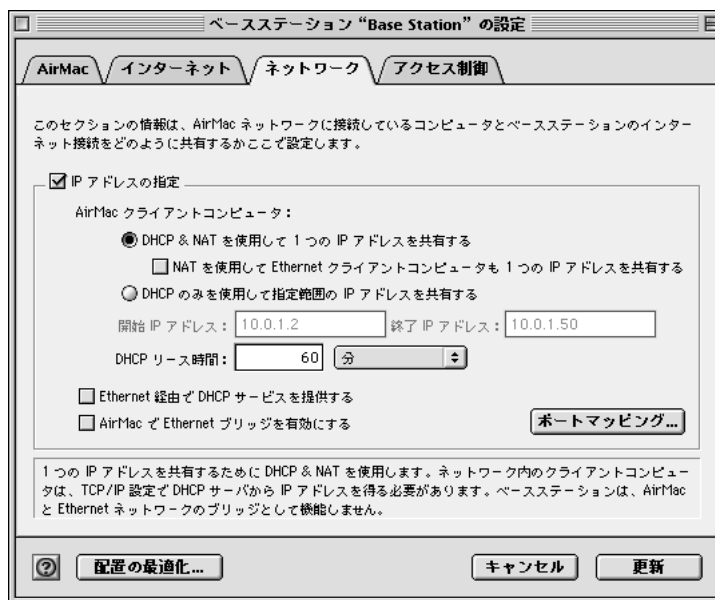 ベースステーション “Base Station” の設定
AirMac
インターネット
ネットワーク
アクセス制御
このセクションの情報は、AirMac ネットワークに接続しているコンピュータとベースステーションのインター
ネット接続をどのように共有するかここで設定します。
IP アドレスの指定
AirMac クライアントコンピュータ：
DHCP & NAT を使用して 1 つの IP アドレスを共有する
NAT を使用して Ethernet クライアントコンピュータも 1 つの IP アドレスを共有する
DHCP のみを使用して指定範囲の IP アドレスを共有する
開始 IP アドレス： 10.0.1.2 終了 IP アドレス： 10.0.1.50
DHCP リース時間： 60 分
Ethernet 経由で DHCP サービスを提供する
AirMac で Ethernet ブリッジを有効にする
ポートマッピング...
1 つの IP アドレスを共有するために DHCP & NAT を使用します。ネットワーク内のクライアントコンピュー
タは、TCP/IP 設定で DHCP サーバから IP アドレスを得る必要があります。ベースステーションは、AirMac
と Ethernet ネットワークのブリッジとして機能しません。
?
配置の最適化...
キャンセル
更新